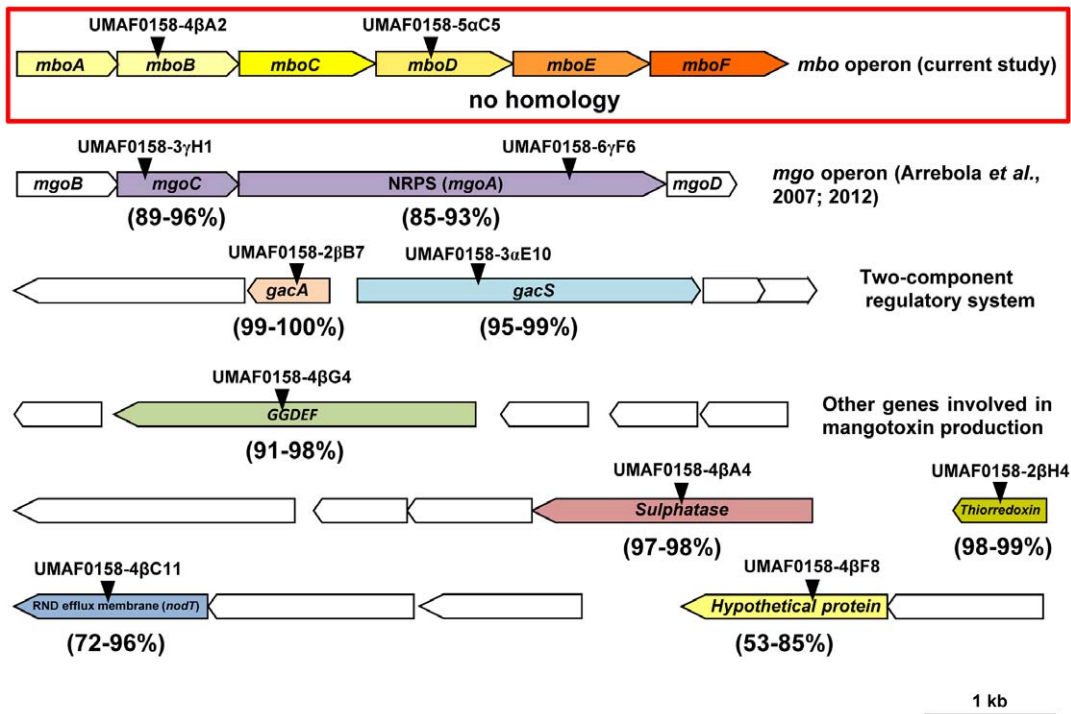 UMAF0158-4βA2 UMAF0158-5αC5
mboA mboB mboC mboD mboE mboF mbo operon (current study)
no homology
UMAF0158-3γH1 UMAF0158-6γF6
mgoB mgoC NRPS (mgoA) mgoD mgo operon (Arrebola et al.,
2007; 2012)
(89-96%) (85-93%)
UMAF0158-2βB7 UMAF0158-3αE10
gacA gacS Two-component
regulatory system
(99-100%) (95-99%)
UMAF0158-4βG4
GGDEF Other genes involved in
mangotoxin production
(91-98%)
UMAF0158-4βA4 UMAF0158-2βH4
Sulphatase Thiorredoxin
(97-98%) (98-99%)
UMAF0158-4βC11 UMAF0158-4βF8
RND efflux membrane (nodT) Hypothetical protein
(72-96%) (53-85%)
1 kb